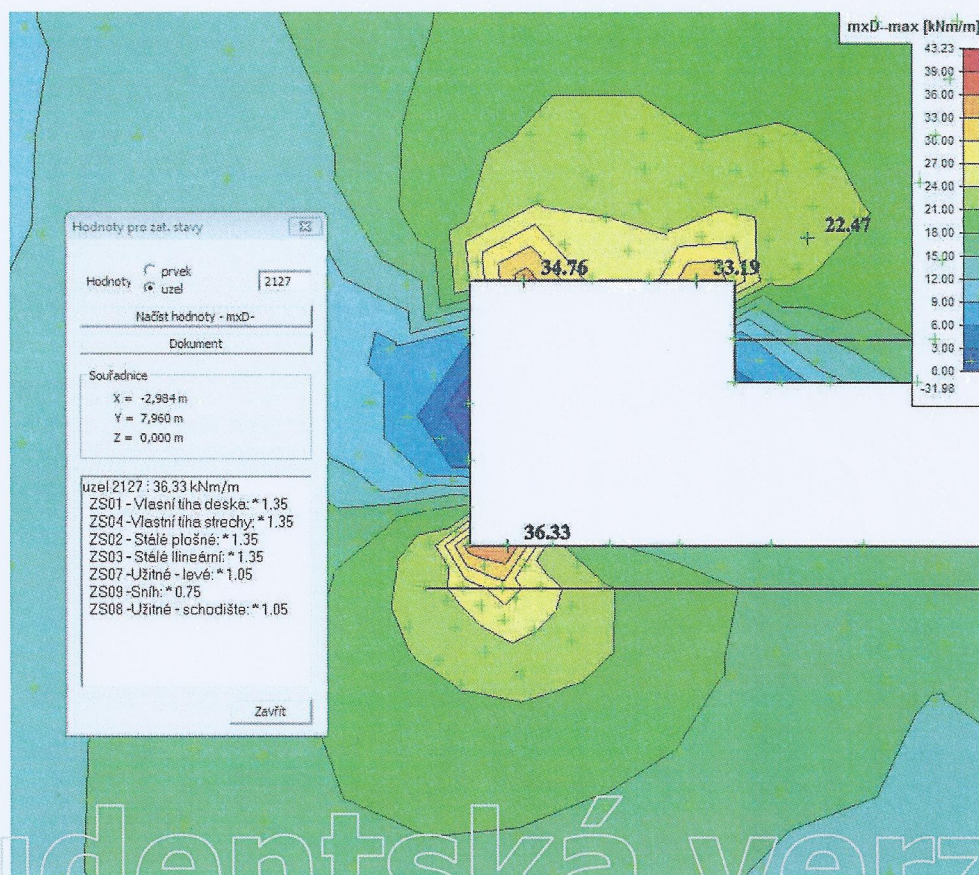 mxD--max [kNm/m]
43.23
39.00
36.00
33.00
30.00
27.00
24.00
21.00
18.00
15.00
12.00
9.00
6.00
3.00
0.00
-31.98
22.47
34.76
33.19
36.33
Hodnoty pro zat. stavy
Hodnoty
prvek
uzel
2127
Načíst hodnoty - mxD-
Dokument
Souřadnice
X = -2,984 m
Y = 7,960 m
Z = 0,000 m
uzel 2127 : 36,33 kNm/m
ZS01 - Vlasní tíha deska: * 1.35
ZS04 - Vlastní tíha strechy: * 1.35
ZS02 - Stálé plošné: * 1.35
ZS03 - Stálé llineární: * 1.35
ZS07 -Užitné - levé: * 1.05
ZS09 -Sníh: * 0.75
ZS08 -Užitné - schodište: * 1.05
Zavřít
udentská verz